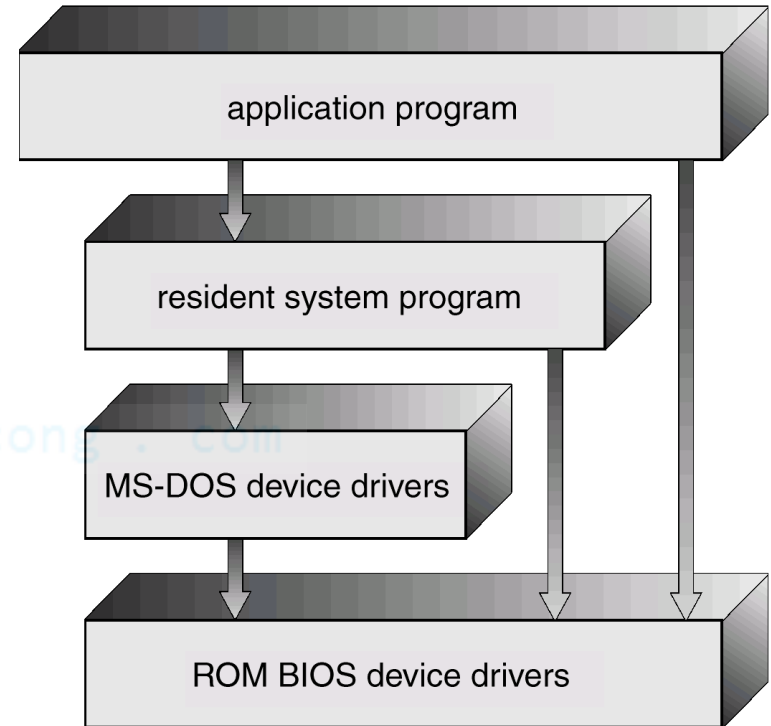 application program
resident system program
ong . com
MS-DOS device drivers
ROM BIOS device drivers